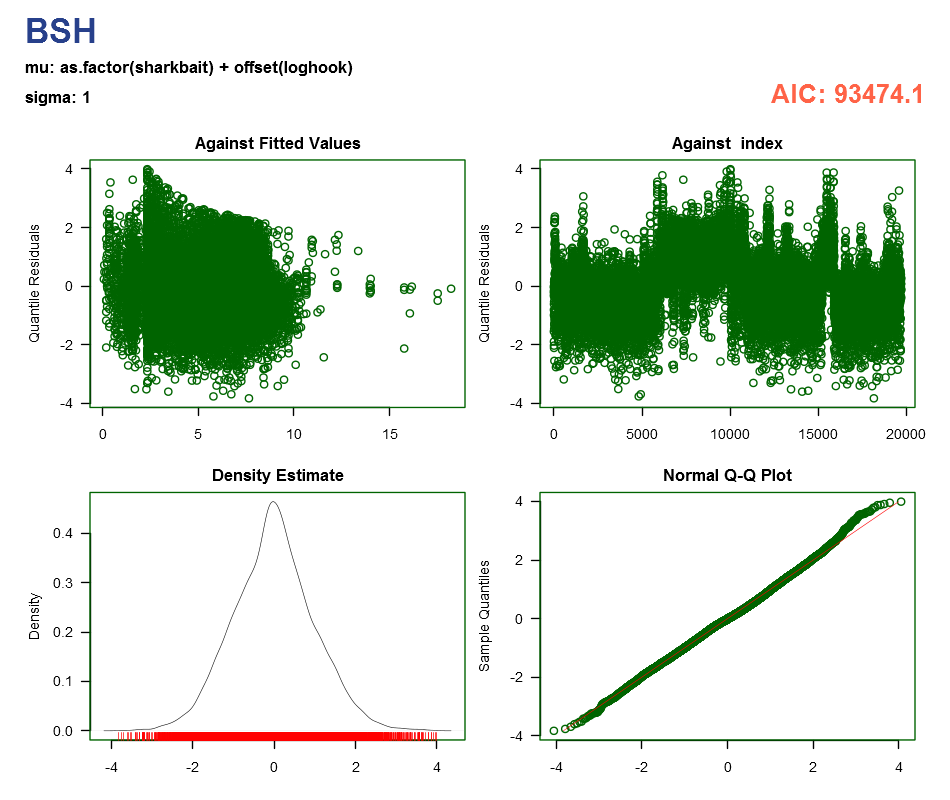 BSH
mu: as.factor(sharkbait) + offset(loghook)
sigma: 1
AIC: 93474.1
Against Fitted Values
Quantile Residuals
4
2
0
-2
-4
0 5 10 15
Against index
Quantile Residuals
4
2
0
-2
-4
0 5000 10000 15000 20000
Density Estimate
Density
0.4
0.3
0.2
0.1
0.0
-4 -2 0 2 4
Normal Q-Q Plot
Sample Quantiles
4
2
0
-2
-4
-4 -2 0 2 4